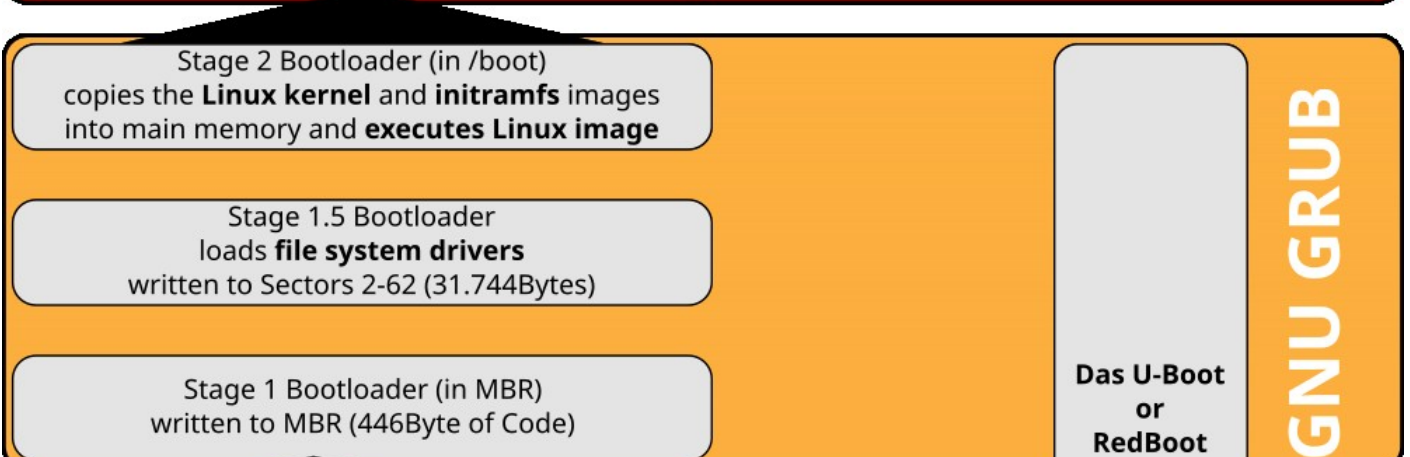 Stage 2 Bootloader (in /boot)
copies the Linux kernel and initramfs images
into main memory and executes Linux image
Stage 1.5 Bootloader
loads file system drivers
written to Sectors 2-62 (31.744Bytes)
Stage 1 Bootloader (in MBR)
written to MBR (446Byte of Code)
Das U-Boot
or
RedBoot
GNU GRUB